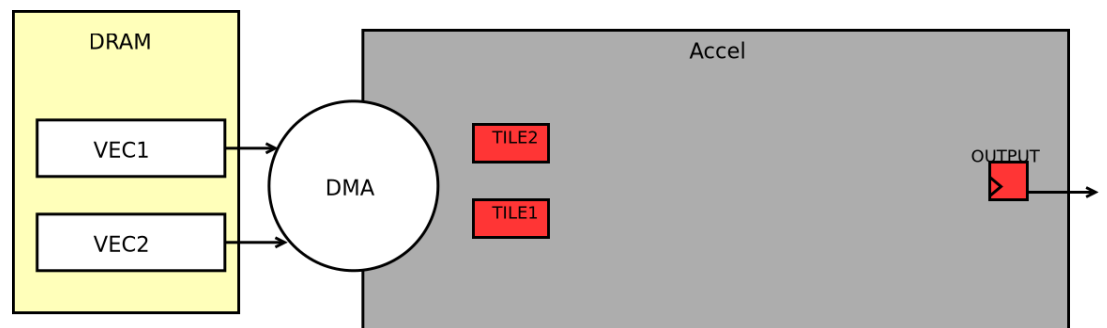 DRAM
Accel
VEC1
VEC2
DMA
TILE2
TILE1
OUTPUT